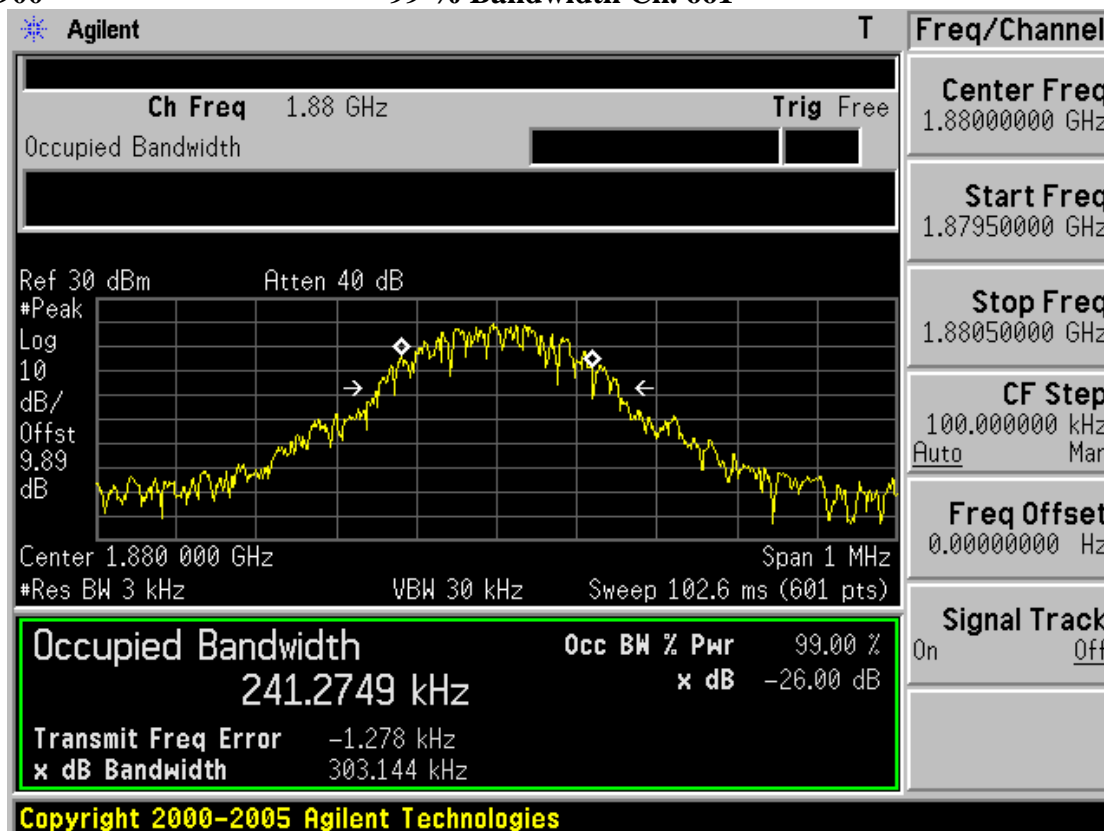 99 % Bandwidth Ch. 661
Agilent T Freq/Channel
Ch Freq 1.88 GHz Trig Free
Occupied Bandwidth
Center Freq
1.88000000 GHz
Start Freq
1.87950000 GHz
Stop Freq
1.88050000 GHz
CF Step
100.000000 kHz
Auto Man
Freq Offset
0.00000000 Hz
Signal Track
On Off
Ref 30 dBm Atten 40 dB
#Peak
Log
10
dB/
Offst
9.89
dB
Center 1.880 000 GHz Span 1 MHz
#Res BW 3 kHz VBW 30 kHz Sweep 102.6 ms (601 pts)
Occupied Bandwidth Occ BW % Pwr 99.00 %
241.2749 kHz x dB -26.00 dB
Transmit Freq Error -1.278 kHz
x dB Bandwidth 303.144 kHz
Copyright 2000-2005 Agilent Technologies